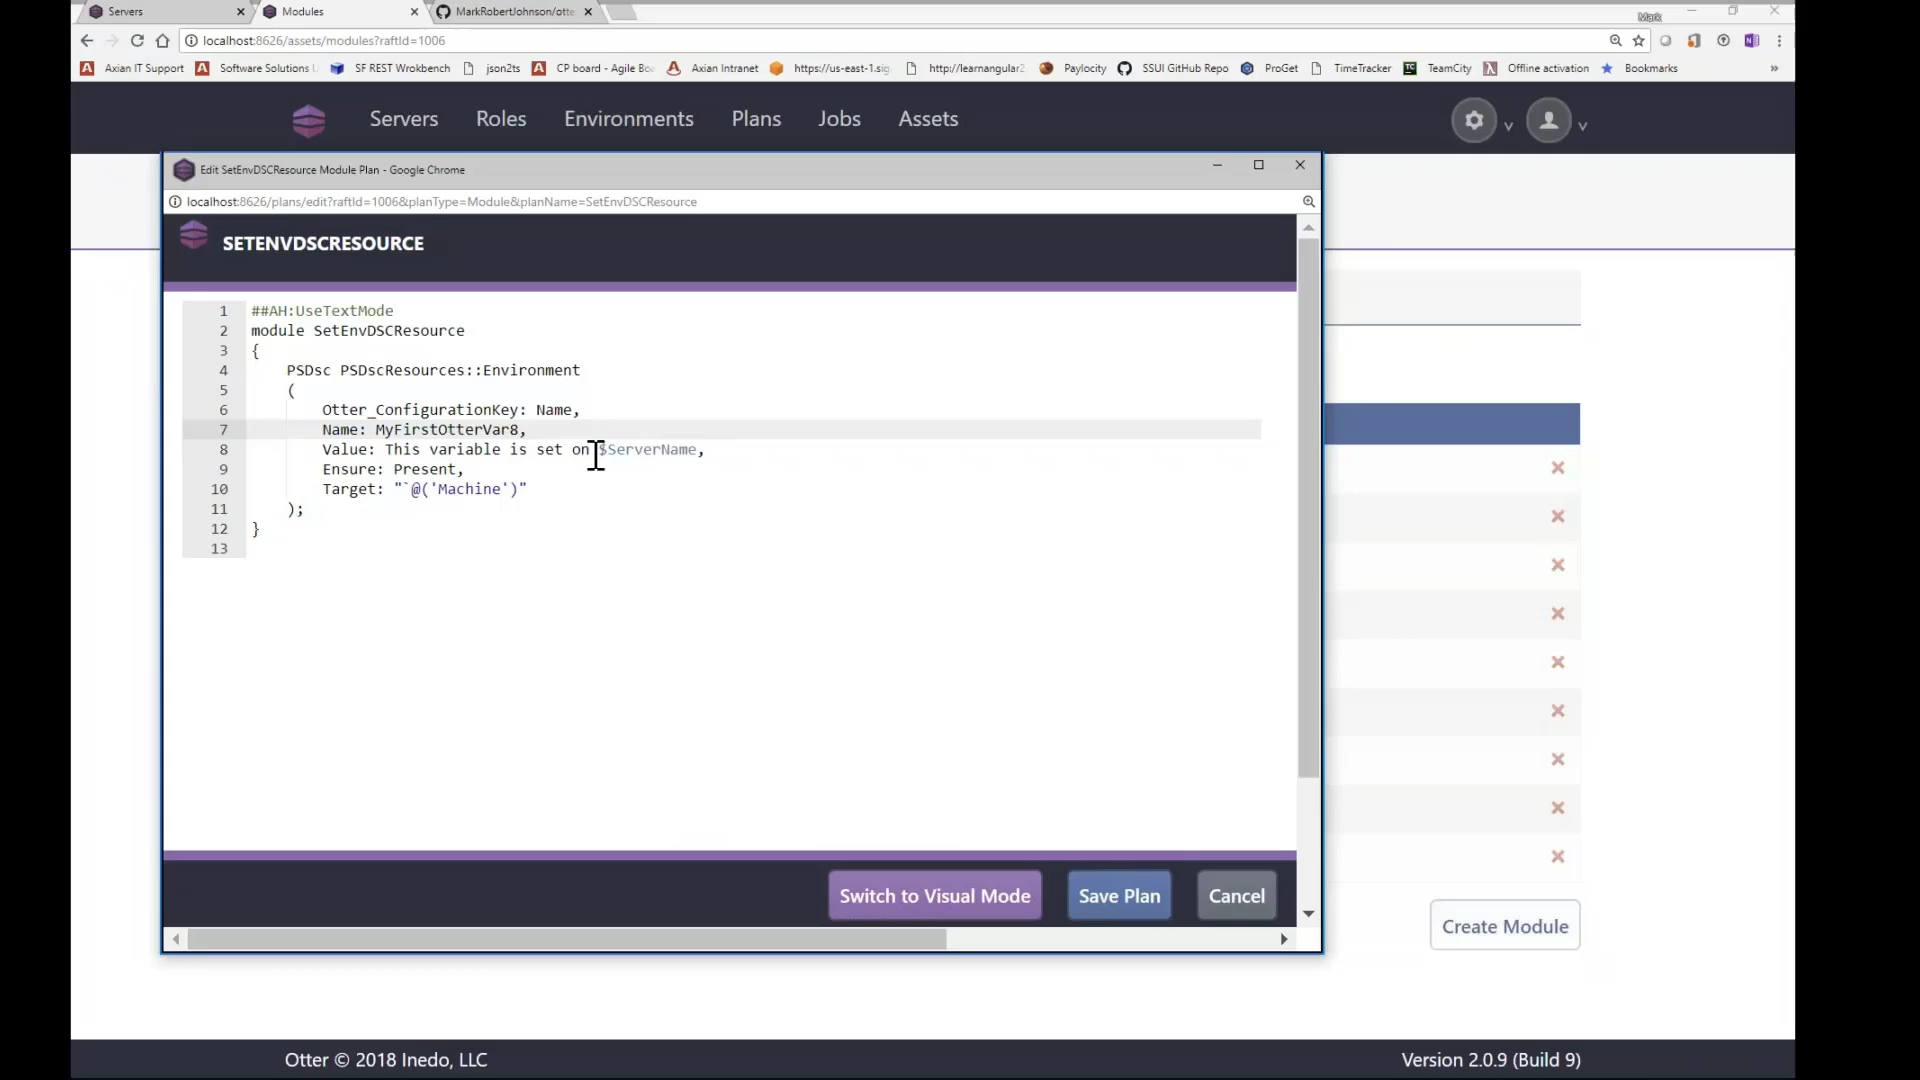 Servers
Modules
MarkRobertJohnson/otte
Mark
localhost:8626/assets/modules?raftId=1006
Axian IT Support
Software Solutions
SF REST Wrokbench
json2ts
CP board - Agile Bo
Axian Intranet
https://us-east-1.sig
http://learnangular2
Paylocity
SSUI GitHub Repo
ProGet
TimeTracker
TeamCity
Offline activation
Bookmarks
»
Servers
Roles
Environments
Plans
Jobs
Assets
Edit SetEnvDSCResource Module Plan - Google Chrome
localhost:8626/plans/edit?raftId=1006&planType=Module&planName=SetEnvDSCResource
SETENVDSCRESOURCE
1 ##AH:UseTextMode
2 module SetEnvDSCResource
3 {
4 PSDsc PSDscResources::Environment
5 (
6 Otter_ConfigurationKey: Name,
7 Name: MyFirstOtterVar8,
8 Value: This variable is set on $ServerName,
9 Ensure: Present,
10 Target: "`@('Machine')"
11 );
12 }
13
Switch to Visual Mode
Save Plan
Cancel
Create Module
Otter © 2018 Inedo, LLC
Version 2.0.9 (Build 9)